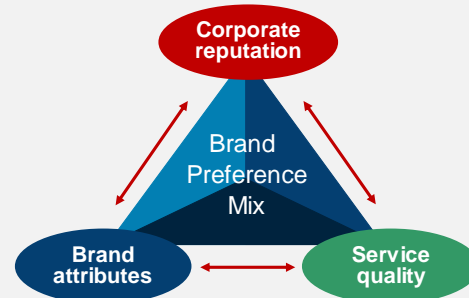 Corporate
reputation
Brand
Preference
Mix
Brand
attributes
Service
quality